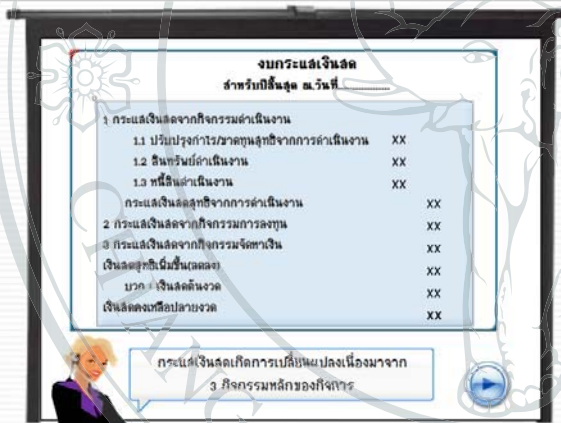 งบกระแสเงินสด
สำหรับปีสิ้นสุด ณ.วันที่...............
1 กระแสเงินสดจากกิจกรรมดำเนินงาน
1.1 ปรับปรุงกำไร/ขาดทุนสุทธิจากการดำเนินงาน XX
1.2 สินทรัพย์ดำเนินงาน XX
1.3 หนี้สินดำเนินงาน XX
กระแสเงินสดสุทธิจากการดำเนินงาน XX
2 กระแสเงินสดจากกิจกรรมการลงทุน XX
3 กระแสเงินสดจากกิจกรรมจัดหาเงิน XX
เงินสดสุทธิเพิ่มขึ้น(ลดลง) XX
บวก : เงินสดต้นงวด XX
เงินสดคงเหลือปลายงวด XX
กระแสเงินสดเกิดการเปลี่ยนแปลงเนื่องมาจาก
3 กิจกรรมหลักของกิจการ
CHIANG